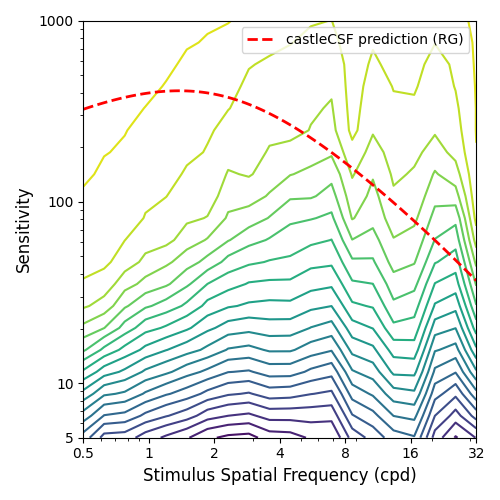 1000
castleCSF prediction (RG)
100
10
5
Sensitivity
0.5 1 2 4 8 16 32
Stimulus Spatial Frequency (cpd)